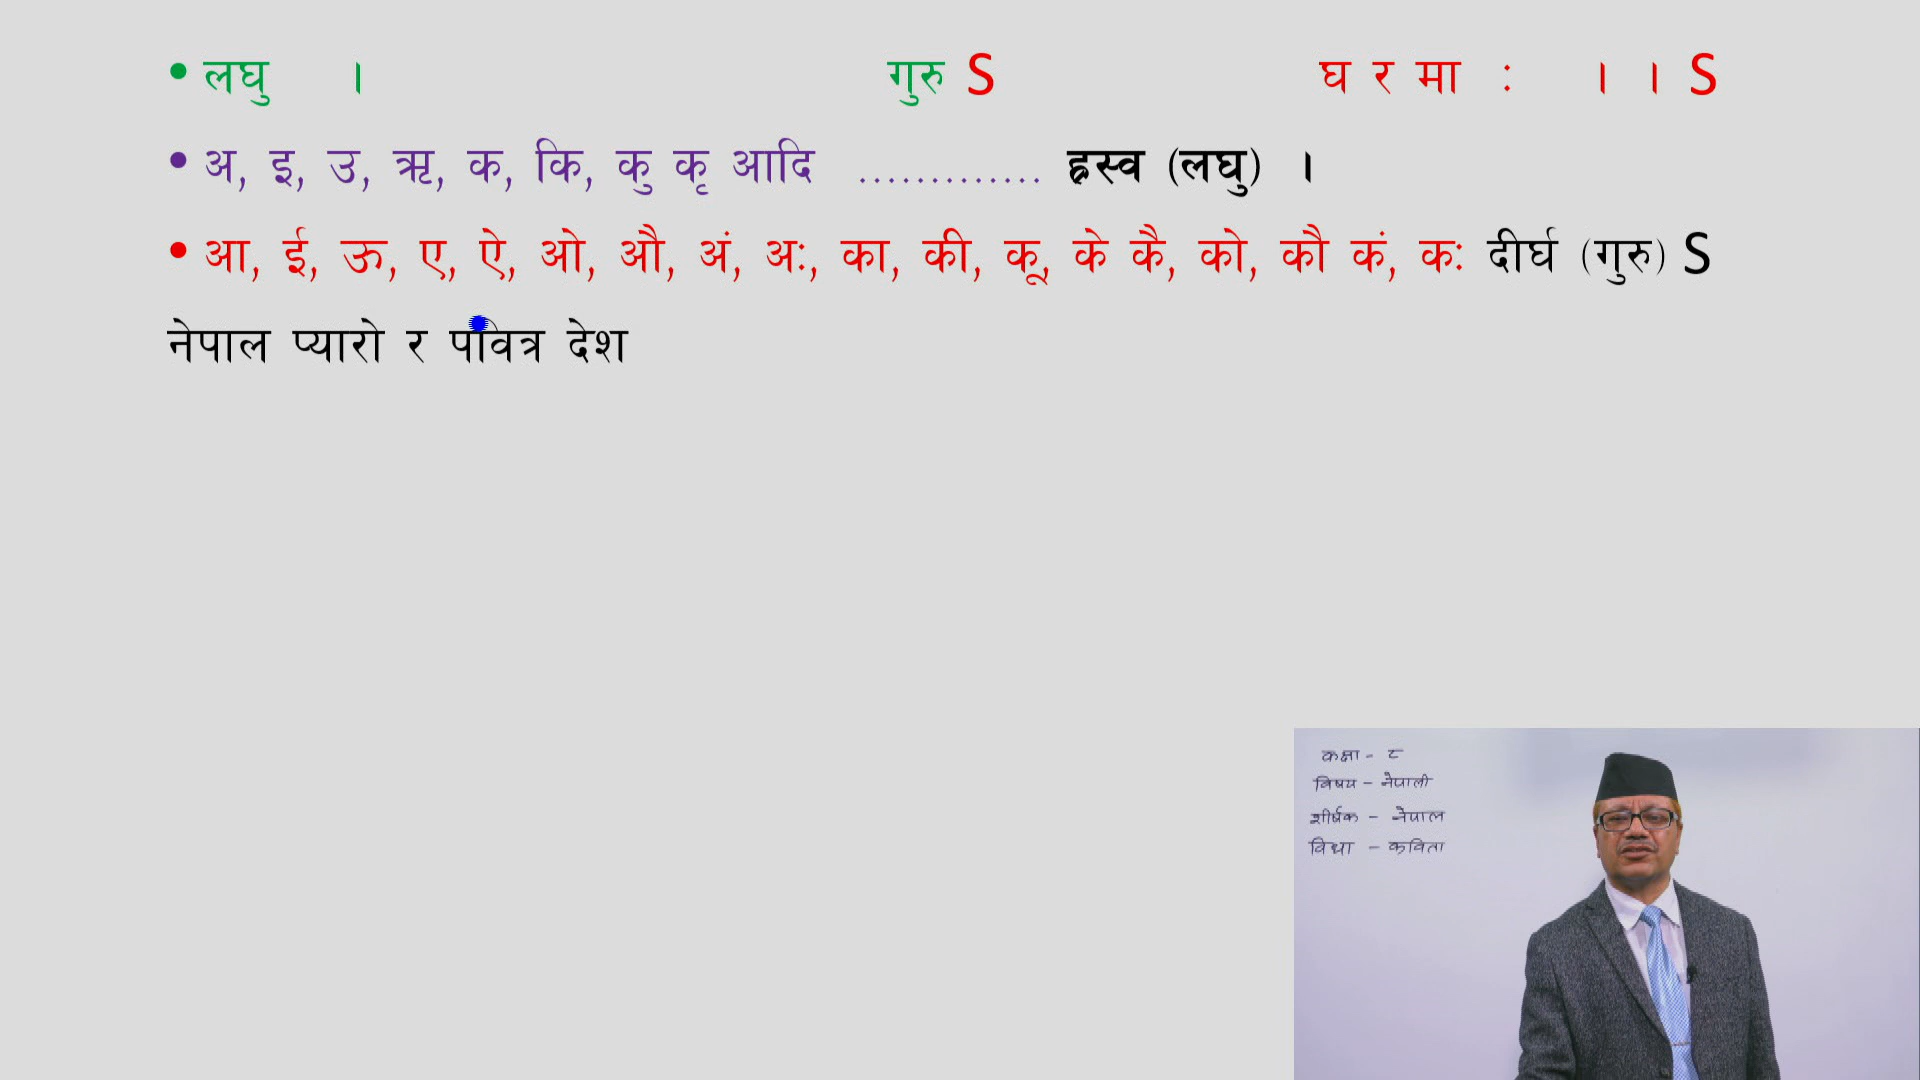 • लघु । गुरु S घ र मा : । । S
• अ, इ, उ, ऋ, क, कि, कु कृ आदि ............. ह्रस्व (लघु) ।
• आ, ई, ऊ, ए, ऐ, ओ, औ, अं, अः, का, की, कू, के कै, को, कौ कं, कः दीर्घ (गुरु) S
नेपाल प्यारो र पवित्र देश
कक्षा - ८
विषय - नेपाली
शीर्षक - नेपाल
विधा - कविता